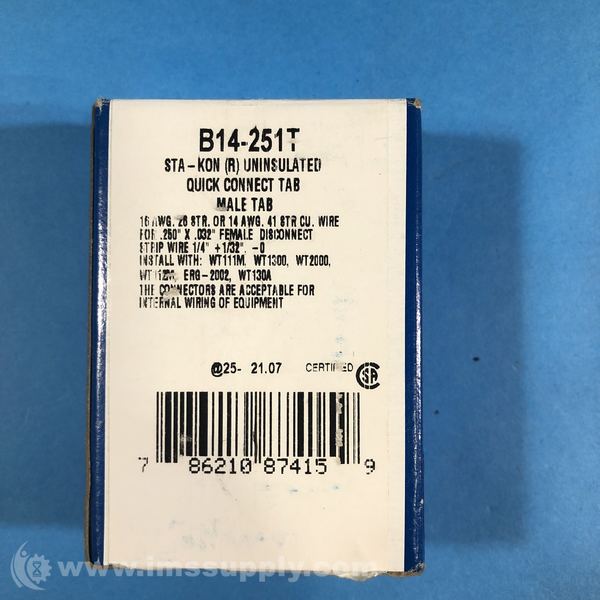 B14-251T
STA-KON (R) UNINSULATED
QUICK CONNECT TAB
MALE TAB
16 AWG. 26 STR. OR 14 AWG. 41 STR CU. WIRE
FOR .250" X .032" FEMALE DISCONNECT
STRIP WIRE 1/4" +1/32". -0
INSTALL WITH: WT111M. WT1300, WT2000,
ERG-2002, WT130A
THE CONNECTORS ARE ACCEPTABLE FOR
INTERNAL WIRING OF EQUIPMENT
@25- 21.07 CERTIFIED CSA
7 86210 87415 9
www.imssupply.com/